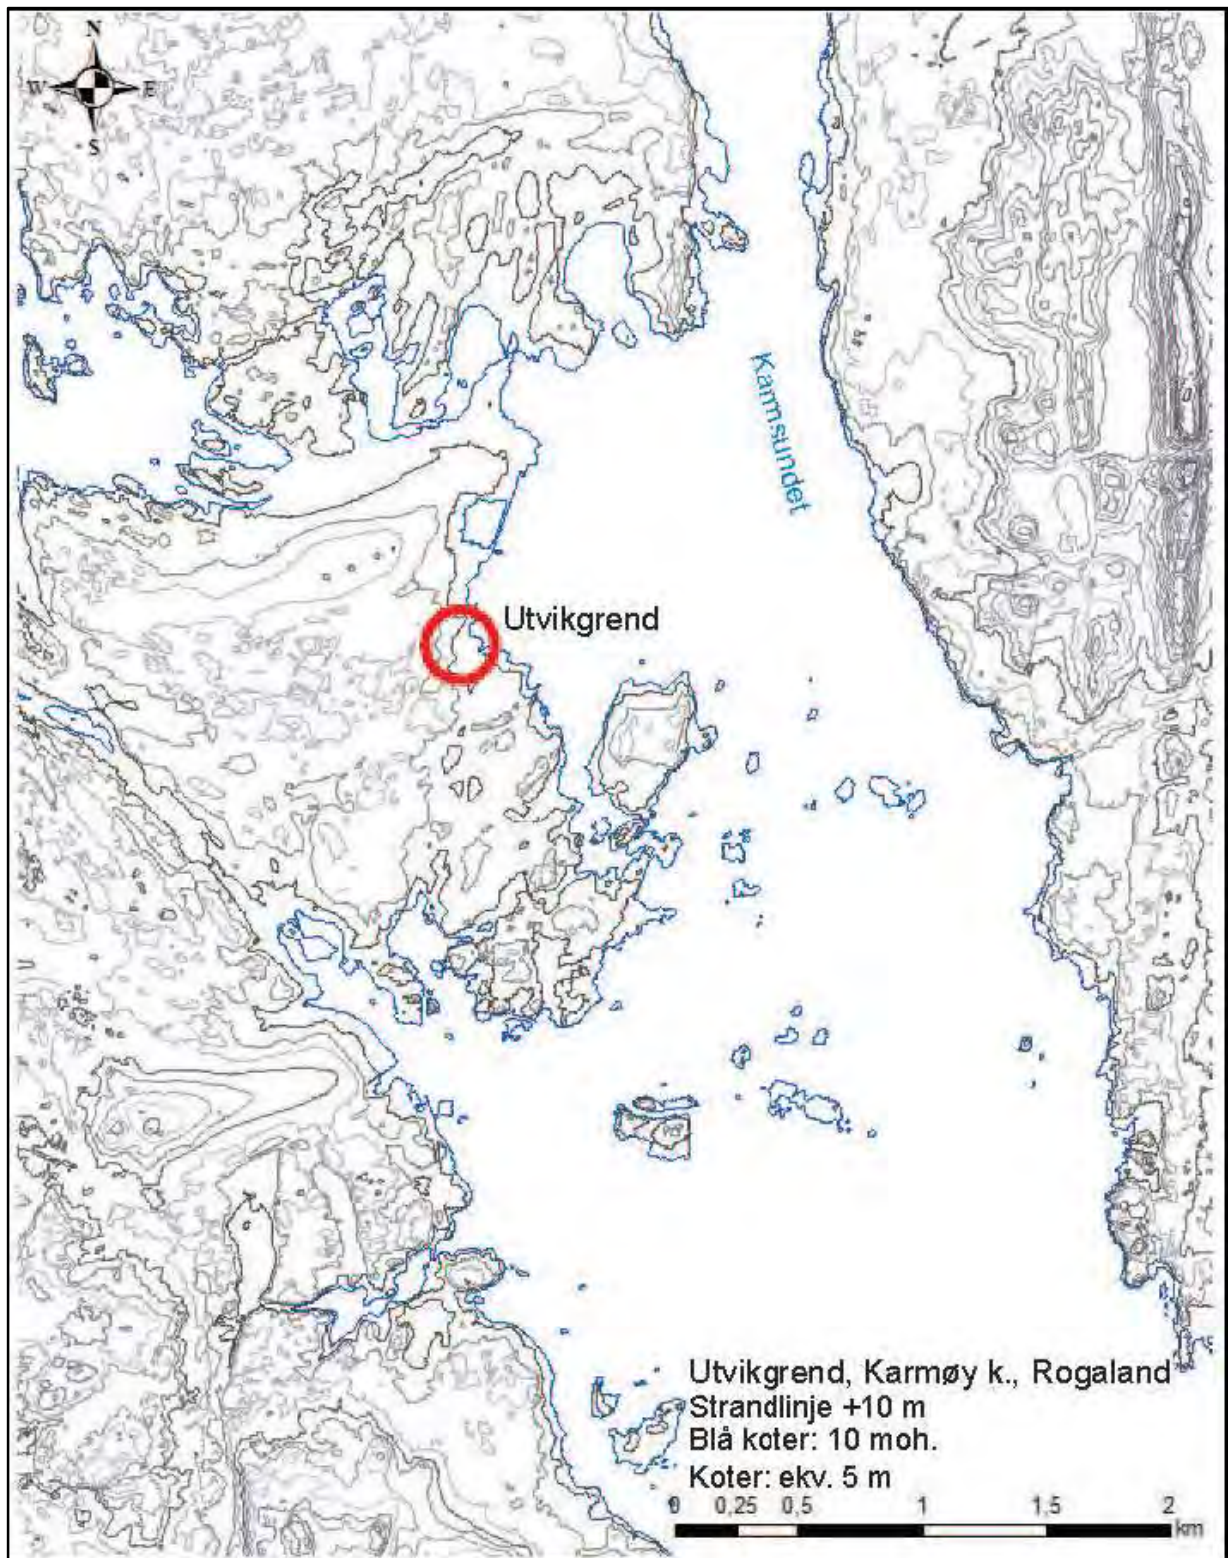 N
W E
S
Karmsundet
Utvikgrend
Utvikgrend, Karmøy k., Rogaland
Strandlinje +10 m
Blå koter: 10 moh.
Koter: ekv. 5 m
0 0,25 0,5 1 1,5 2
km